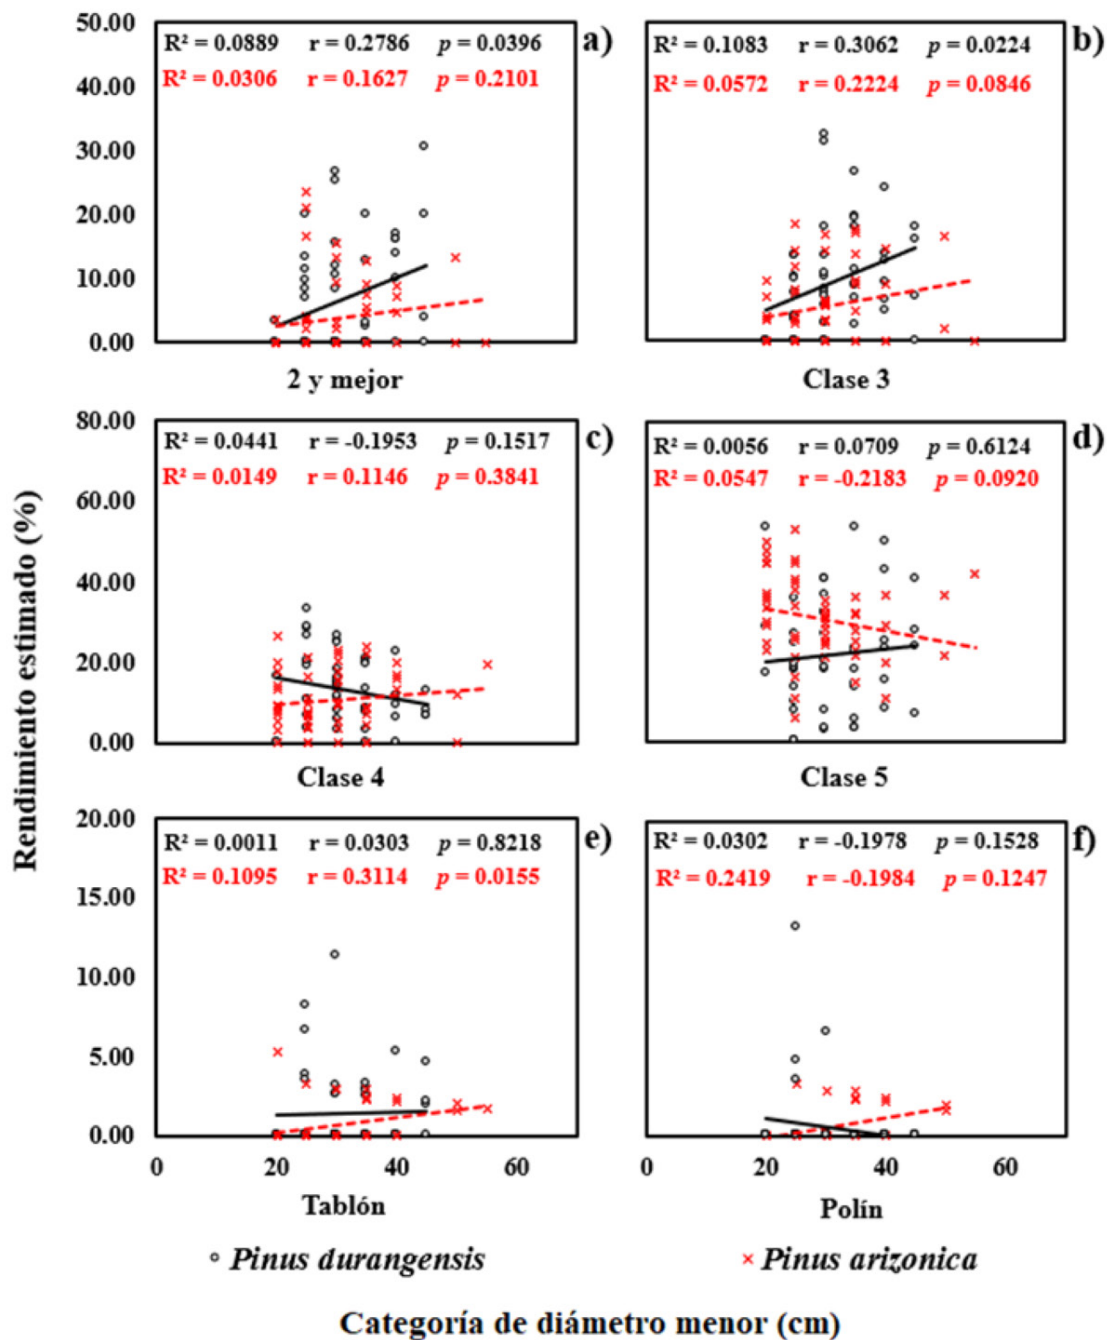 50.00
R² = 0.0889 r = 0.2786 p = 0.0396 a)
R² = 0.0306 r = 0.1627 p = 0.2101
40.00
30.00
20.00
10.00
0.00
2 y mejor
R² = 0.1083 r = 0.3062 p = 0.0224 b)
R² = 0.0572 r = 0.2224 p = 0.0846
Clase 3
80.00
R² = 0.0441 r = -0.1953 p = 0.1517 c)
R² = 0.0149 r = 0.1146 p = 0.3841
60.00
40.00
20.00
0.00
Clase 4
R² = 0.0056 r = 0.0709 p = 0.6124 d)
R² = 0.0547 r = -0.2183 p = 0.0920
Clase 5
Rendimiento estimado (%)
20.00
R² = 0.0011 r = 0.0303 p = 0.8218 e)
R² = 0.1095 r = 0.3114 p = 0.0155
15.00
10.00
5.00
0.00
0 20 40 60
Tablón
R² = 0.0302 r = -0.1978 p = 0.1528 f)
R² = 0.2419 r = -0.1984 p = 0.1247
0 20 40 60
Polín
Pinus durangensis
Pinus arizonica
Categoría de diámetro menor (cm)